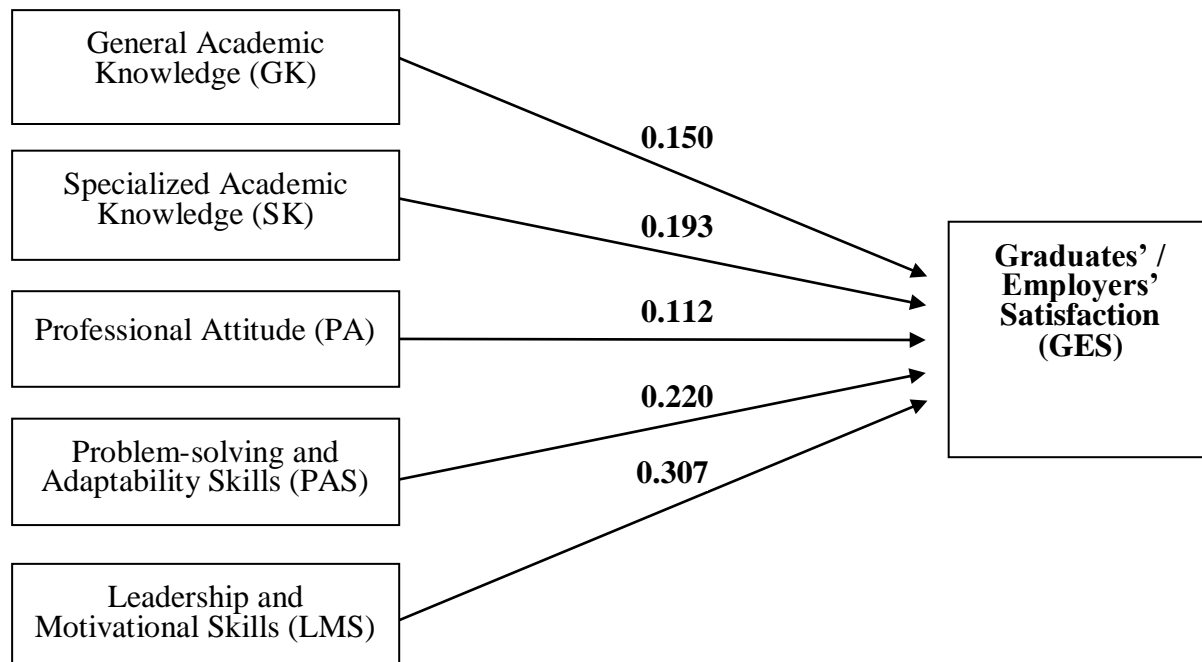 General Academic
Knowledge (GK)
0.150
Specialized Academic
Knowledge (SK)
0.193
Graduates’ /
Employers’
Satisfaction
(GES)
Professional Attitude (PA)
0.112
0.220
Problem-solving and
Adaptability Skills (PAS)
0.307
Leadership and
Motivational Skills (LMS)